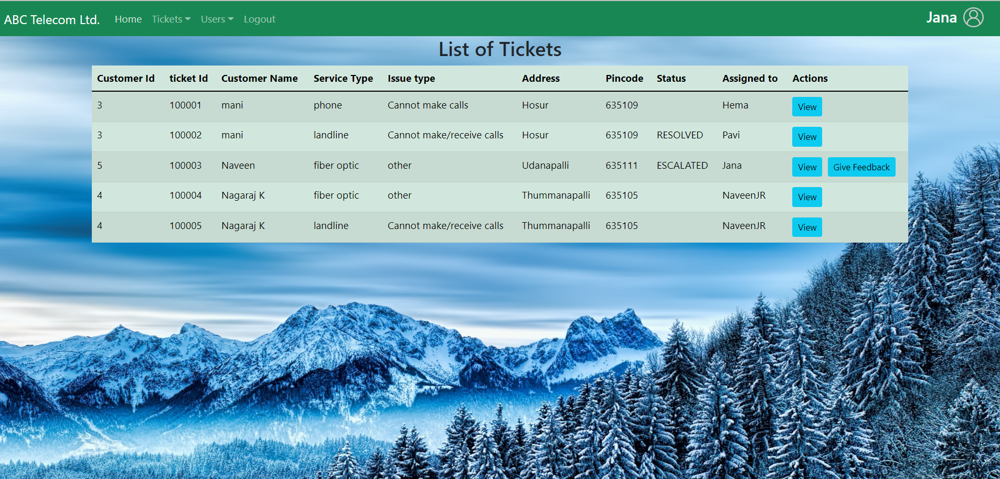 ABC Telecom Ltd. Home Tickets Users Logout Jana
List of Tickets
Customer Id ticket Id Customer Name Service Type Issue type Address Pincode Status Assigned to Actions
3 100001 mani phone Cannot make calls Hosur 635109 Hema View
3 100002 mani landline Cannot make/receive calls Hosur 635109 RESOLVED Pavi View
5 100003 Naveen fiber optic other Udanapalli 635111 ESCALATED Jana View Give Feedback
4 100004 Nagaraj K fiber optic other Thummanapalli 635105 NaveenJR View
4 100005 Nagaraj K landline Cannot make/receive calls Thummanapalli 635105 NaveenJR View